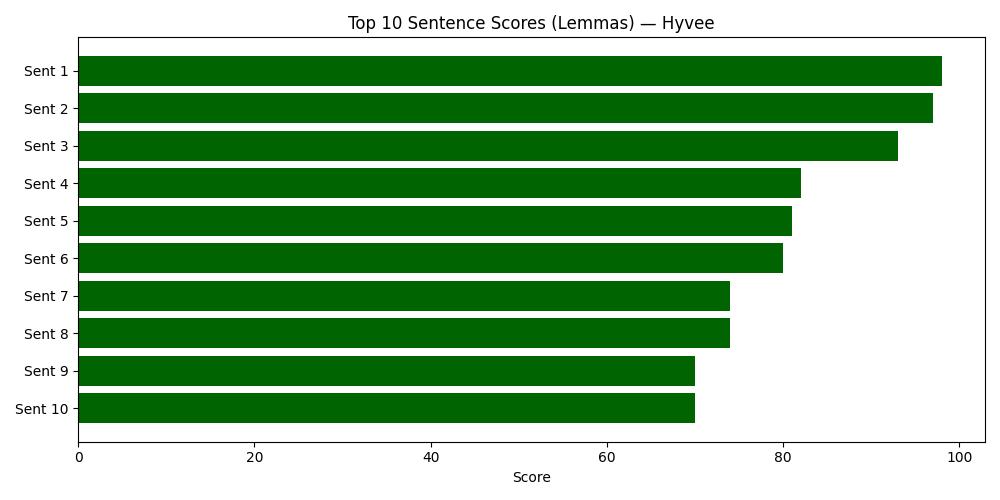 Top 10 Sentence Scores (Lemmas) — Hyvee
Sent 1
Sent 2
Sent 3
Sent 4
Sent 5
Sent 6
Sent 7
Sent 8
Sent 9
Sent 10
0 20 40 60 80 100
Score